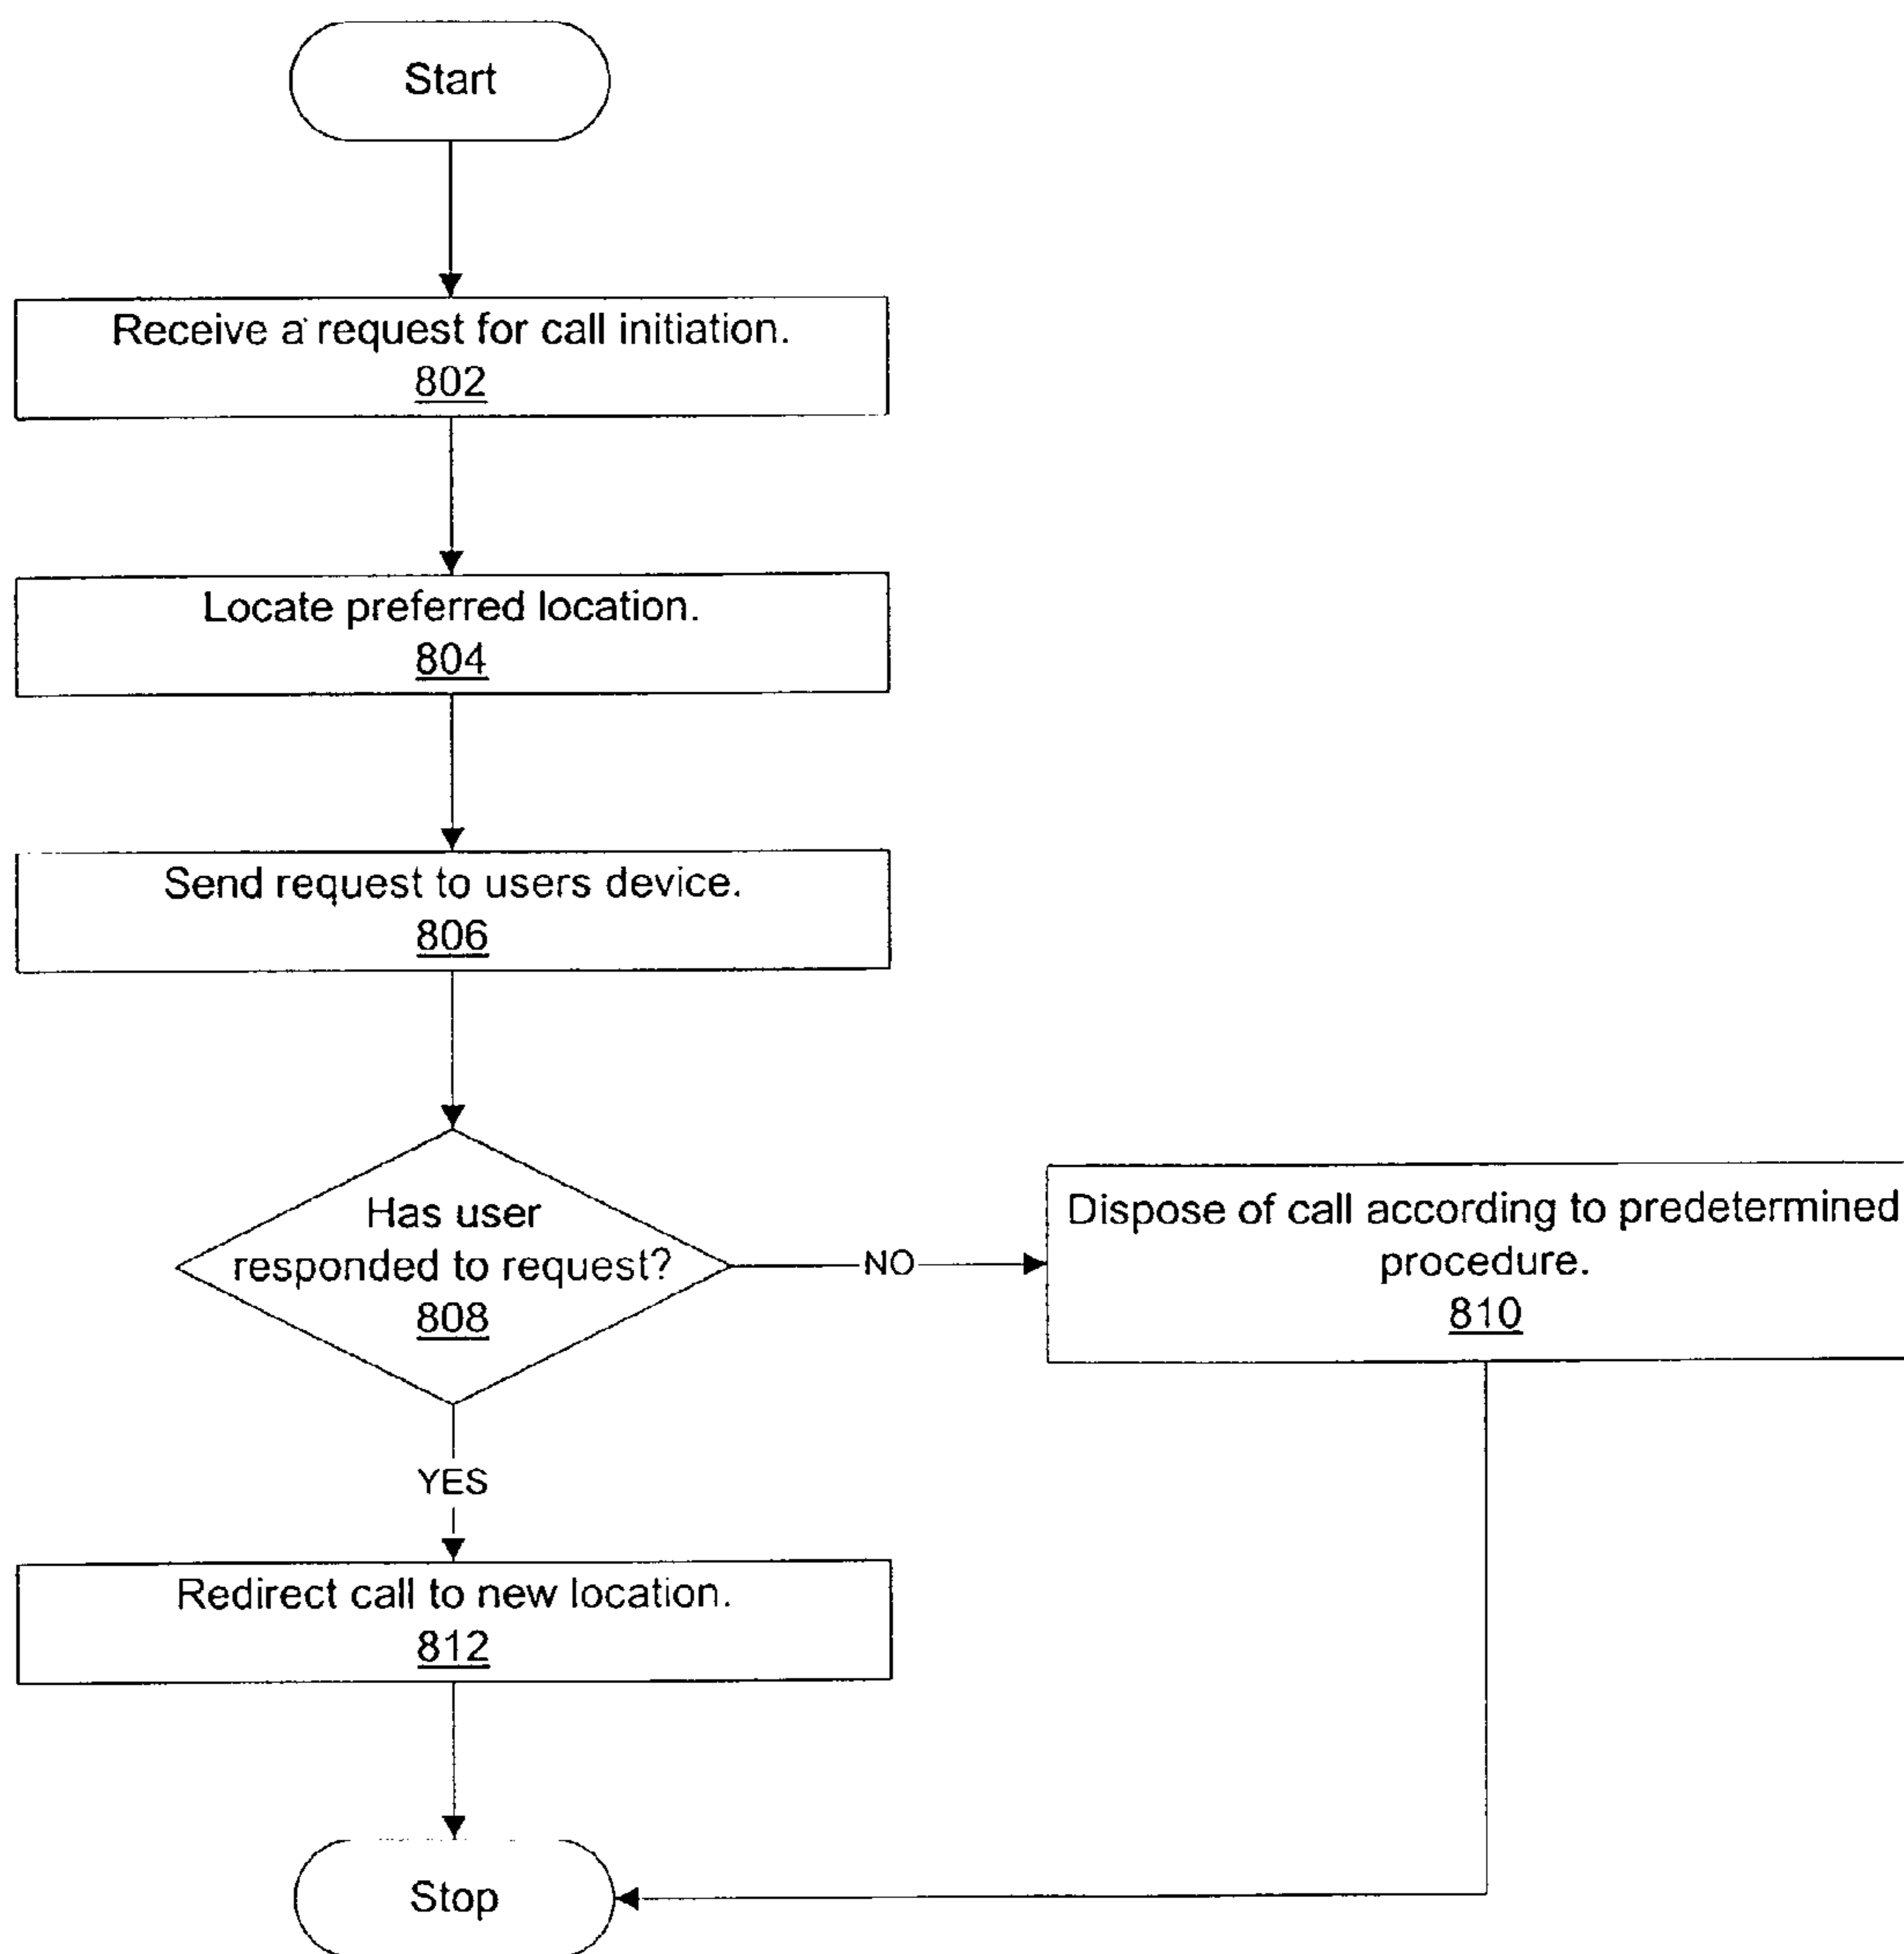 Start
Receive a request for call initiation.
802
Locate preferred location.
804
Send request to users device.
806
Has user
responded to request?
808
NO
Dispose of call according to predetermined
procedure.
810
YES
Redirect call to new location.
812
Stop